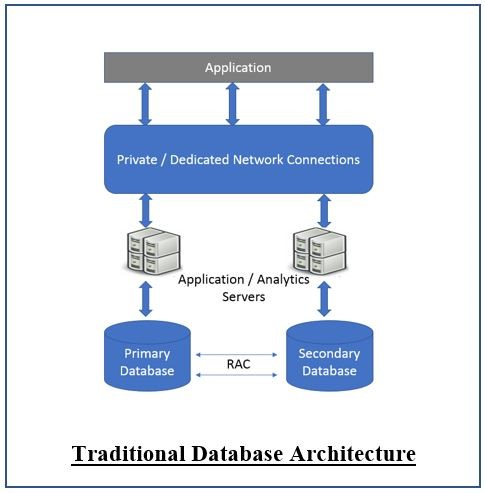 Application
Private / Dedicated Network Connections
Application / Analytics
Servers
Primary
Database
RAC
Secondary
Database
Traditional Database Architecture